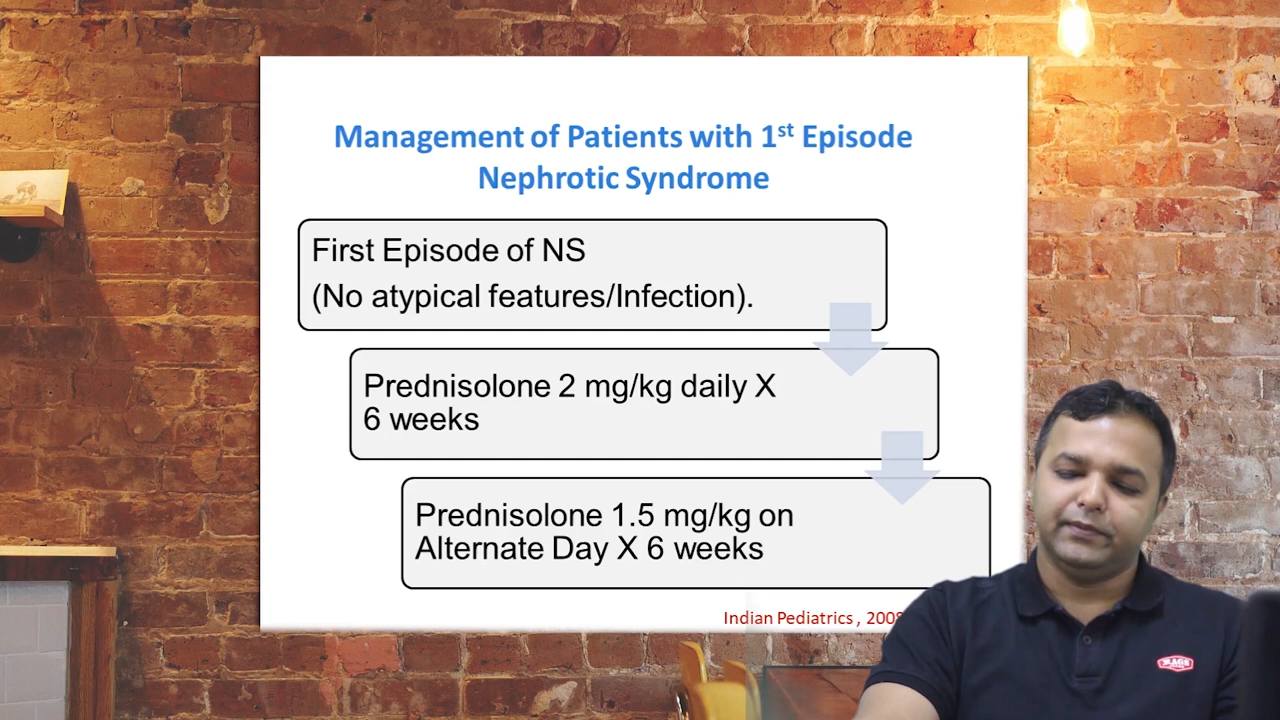 Management of Patients with 1st Episode
Nephrotic Syndrome
First Episode of NS
(No atypical features/Infection).
Prednisolone 2 mg/kg daily X
6 weeks
Prednisolone 1.5 mg/kg on
Alternate Day X 6 weeks
Indian Pediatrics , 2008